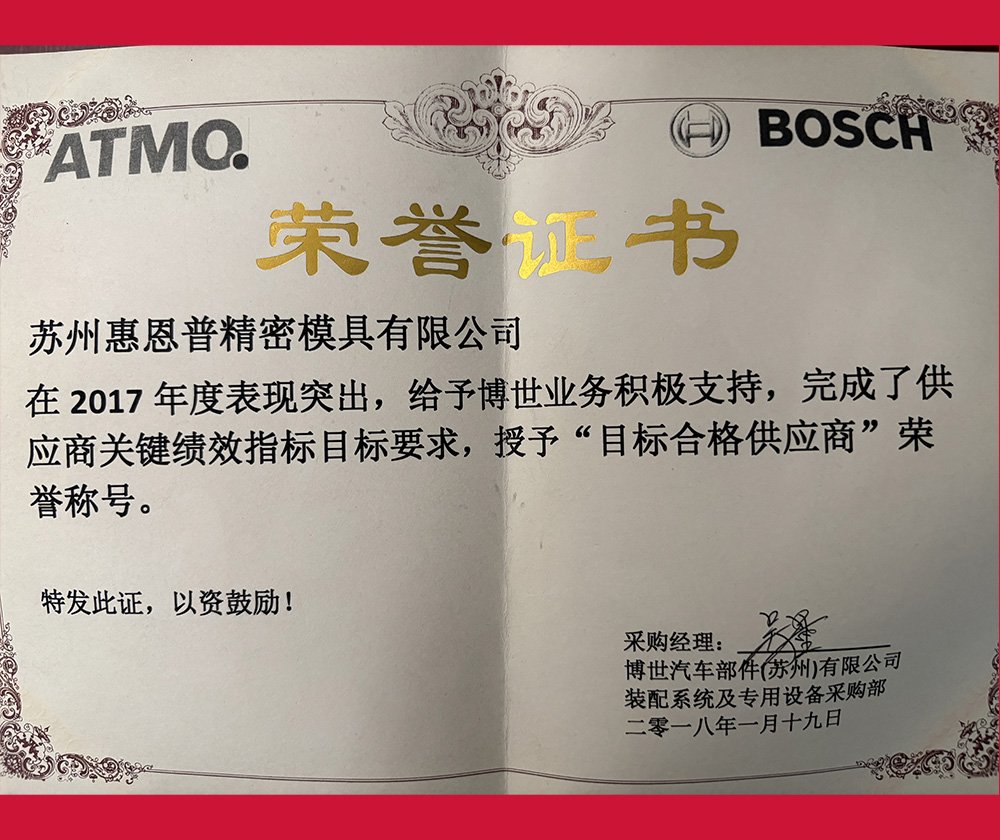 ATMO.
BOSCH
荣誉证书
苏州惠恩普精密模具有限公司
在 2017 年度表现突出，给予博世业务积极支持，完成了供
应商关键绩效指标目标要求，授予“目标合格供应商”荣
誉称号。
特发此证，以资鼓励！
采购经理：
博世汽车部件(苏州)有限公司
装配系统及专用设备采购部
二零一八年一月十九日